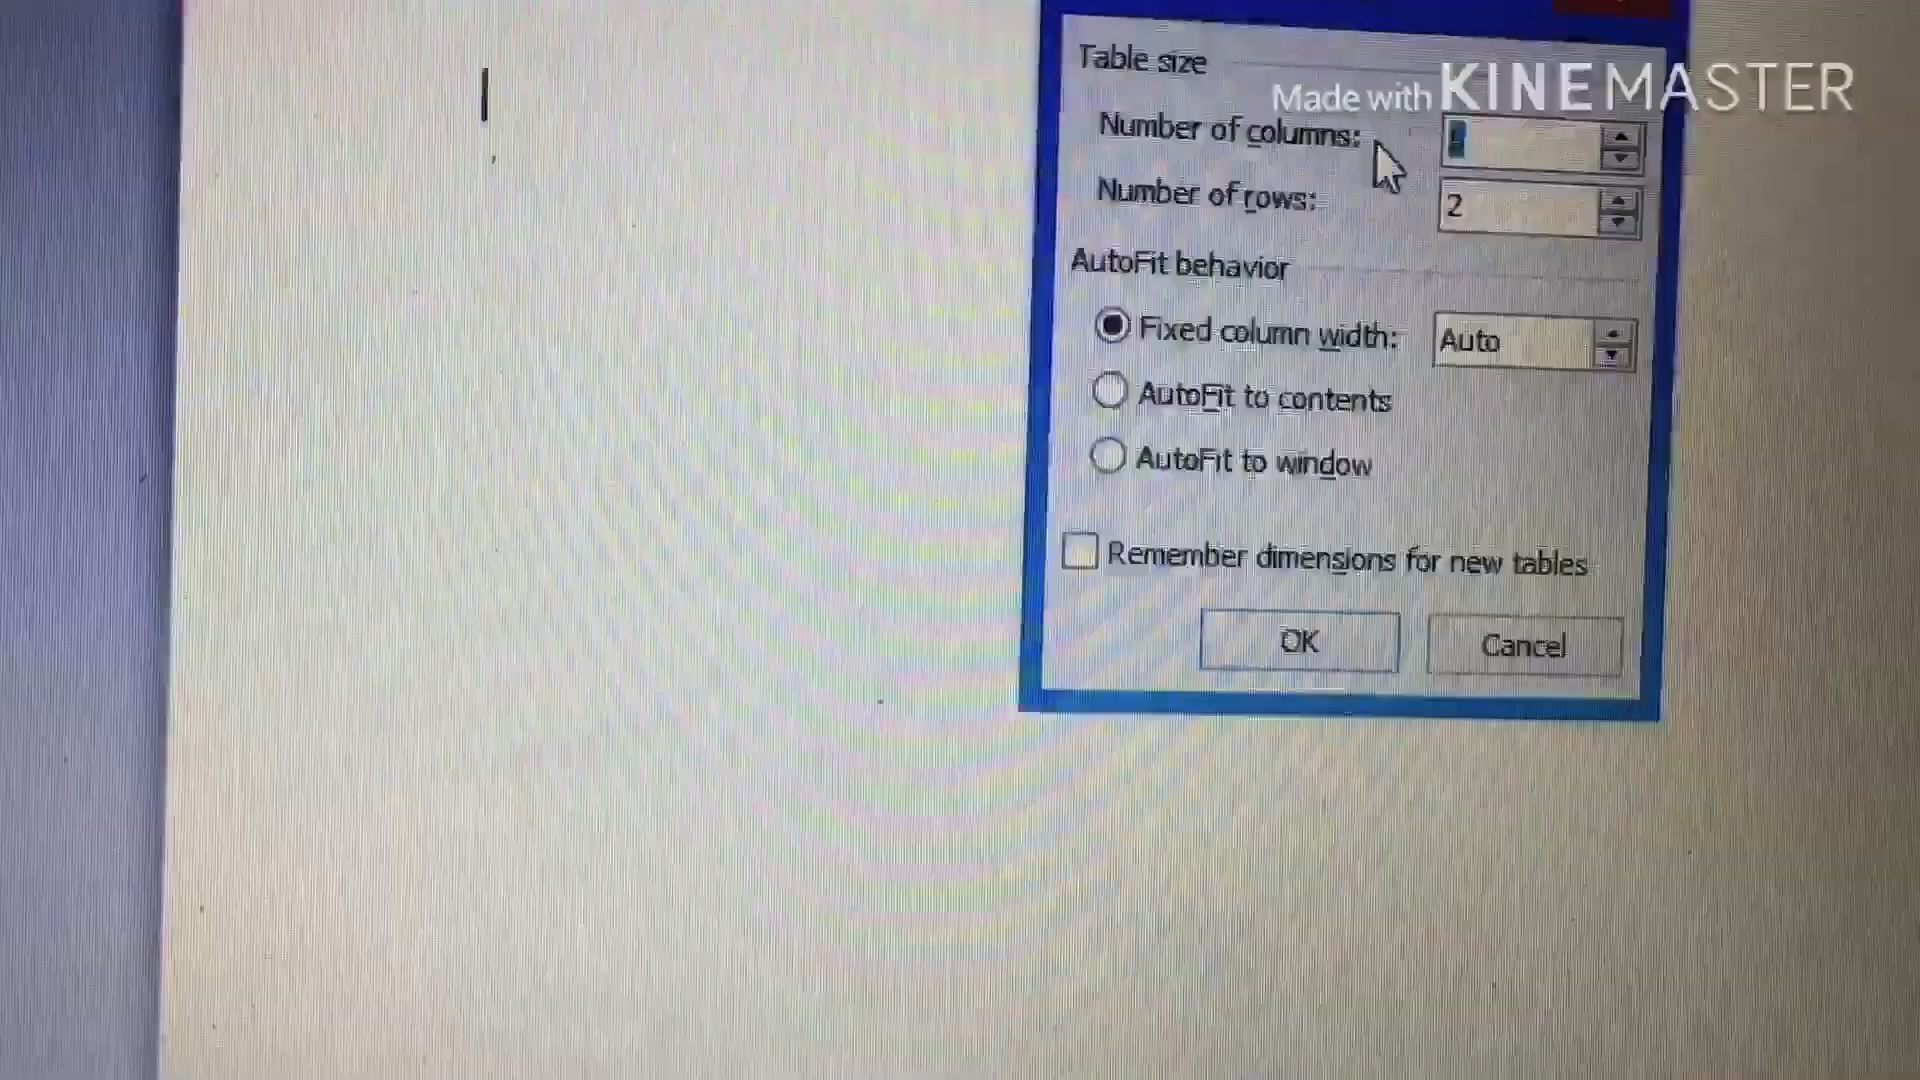 Table size
Made with KINEMASTER
Number of columns:
Number of rows: 2
AutoFit behavior
Fixed column width: Auto
AutoFit to contents
AutoFit to window
Remember dimensions for new tables
OK Cancel